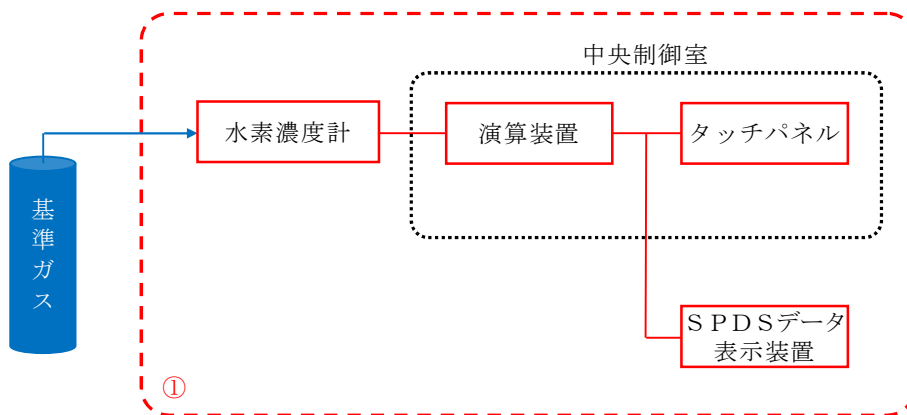 中央制御室
水素濃度計
演算装置
タッチパネル
基準ガス
ＳＰＤＳデータ
表示装置
①